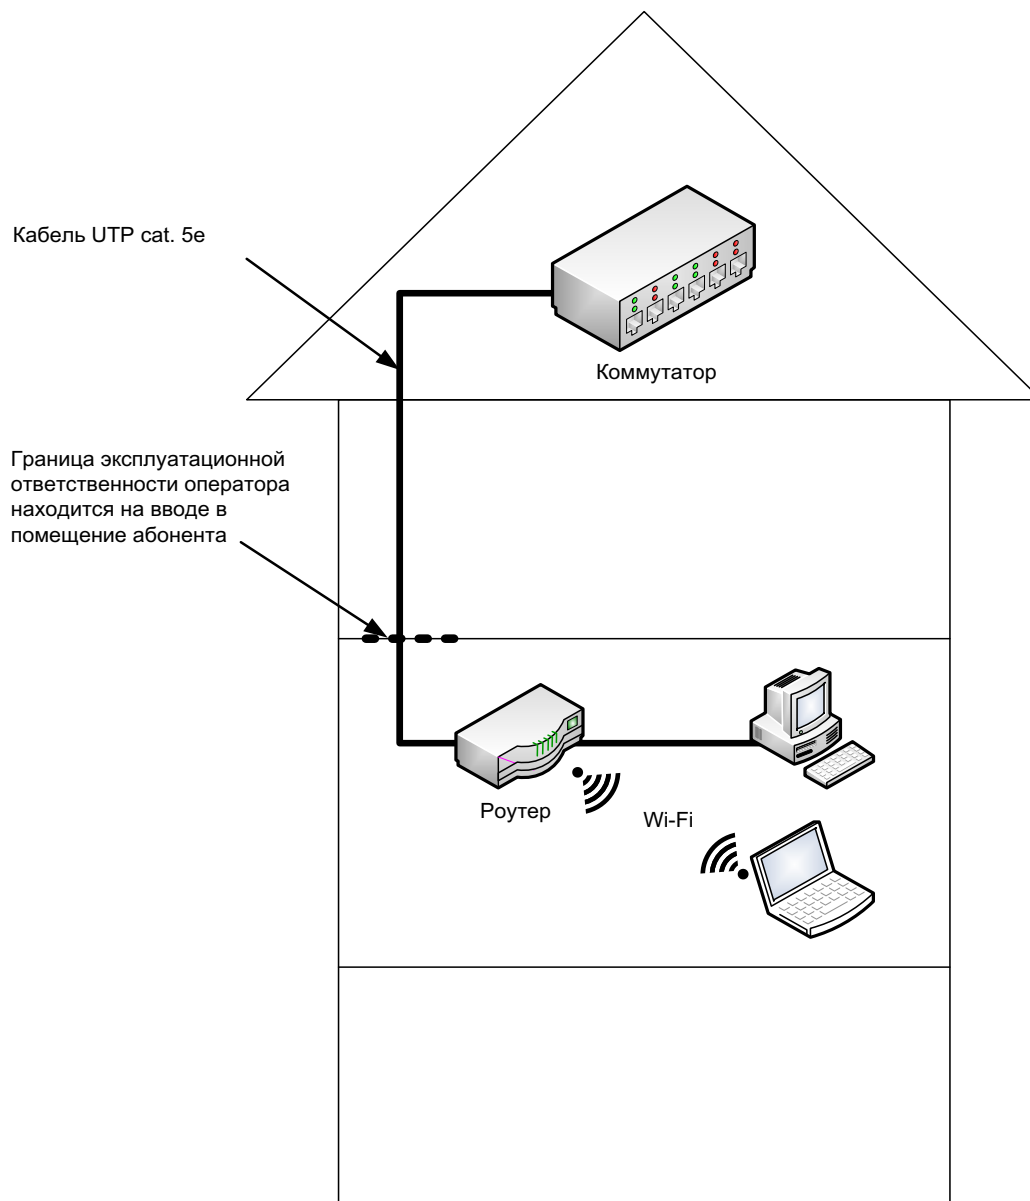 Кабель UTP cat. 5e
Коммутатор
Граница эксплуатационной
ответственности оператора
находится на вводе в
помещение абонента
Роутер
Wi-Fi